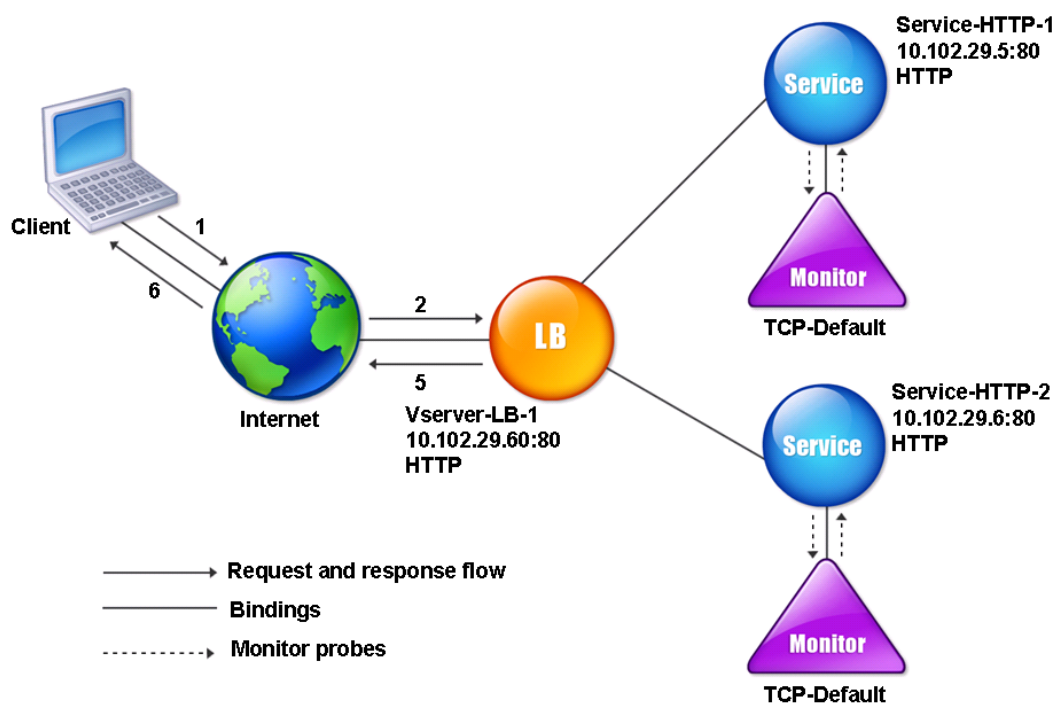 Service-HTTP-1
10.102.29.5:80
HTTP
Service
Client
1
6
Monitor
TCP-Default
2
LB
5
Internet
Vserver-LB-1
10.102.29.60:80
HTTP
Service-HTTP-2
10.102.29.6:80
HTTP
Service
Request and response flow
Bindings
Monitor probes
Monitor
TCP-Default